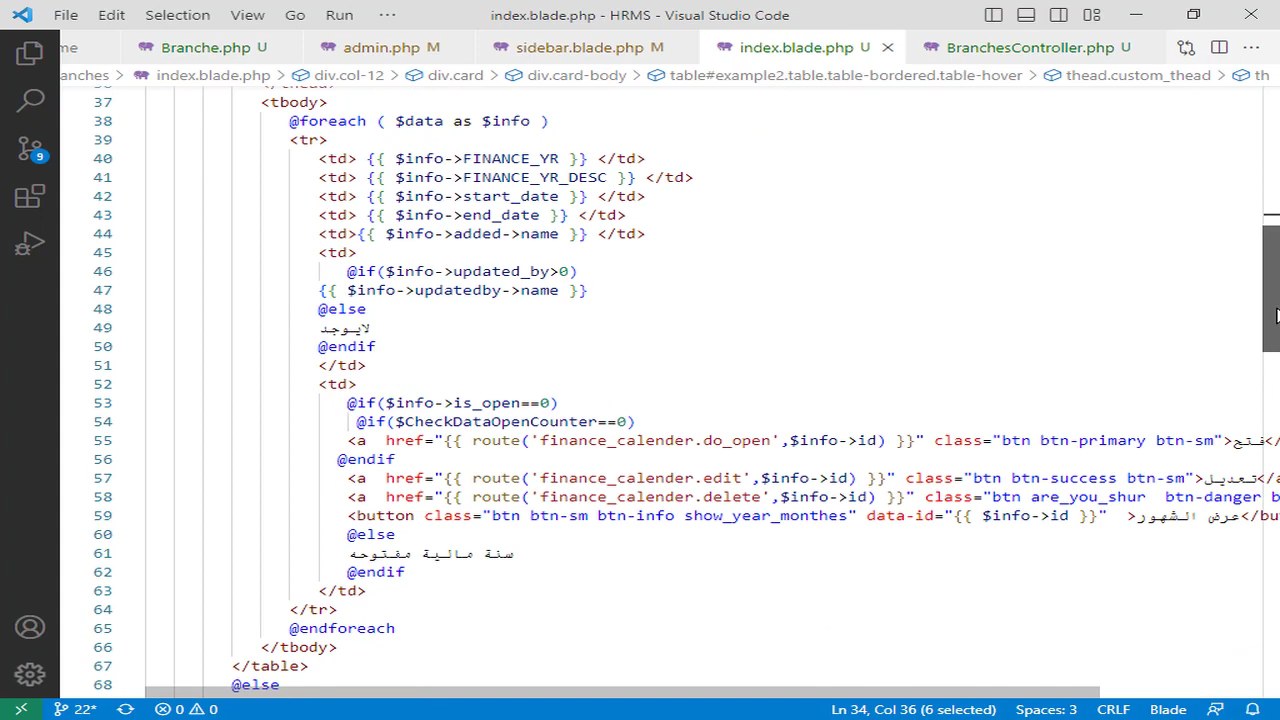 File Edit Selection View Go Run ··· index.blade.php - HRMS - Visual Studio Code
me Branche.php U admin.php M sidebar.blade.php M index.blade.php U BranchesController.php U
anches > index.blade.php > div.col-12 > div.card > div.card-body > table#example2.table.table-bordered.table-hover > thead.custom_thead > th
37 <tbody>
38 @foreach ( $data as $info )
39 <tr>
40 <td> {{ $info->FINANCE_YR }} </td>
41 <td> {{ $info->FINANCE_YR_DESC }} </td>
42 <td> {{ $info->start_date }} </td>
43 <td> {{ $info->end_date }} </td>
44 <td>{{ $info->added->name }} </td>
45 <td>
46 @if($info->updated_by>0)
47 {{ $info->updatedby->name }}
48 @else
49 لايوجد
50 @endif
51 </td>
52 <td>
53 @if($info->is_open==0)
54 @if($CheckDataOpenCounter==0)
55 <a href="{{ route('finance_calender.do_open',$info->id) }}" class="btn btn-primary btn-sm">فتح</
56 @endif
57 <a href="{{ route('finance_calender.edit',$info->id) }}" class="btn btn-success btn-sm">تعديل</a
58 <a href="{{ route('finance_calender.delete',$info->id) }}" class="btn are_you_shur btn-danger b
59 <button class="btn btn-sm btn-info show_year_monthes" data-id="{{ $info->id }}" >عرض الشهور</bu
60 @else
61 سنة مالية مفتوحه
62 @endif
63 </td>
64 </tr>
65 @endforeach
66 </tbody>
67 </table>
68 @else
9
22* 0 0 Ln 34, Col 36 (6 selected) Spaces: 3 CRLF Blade